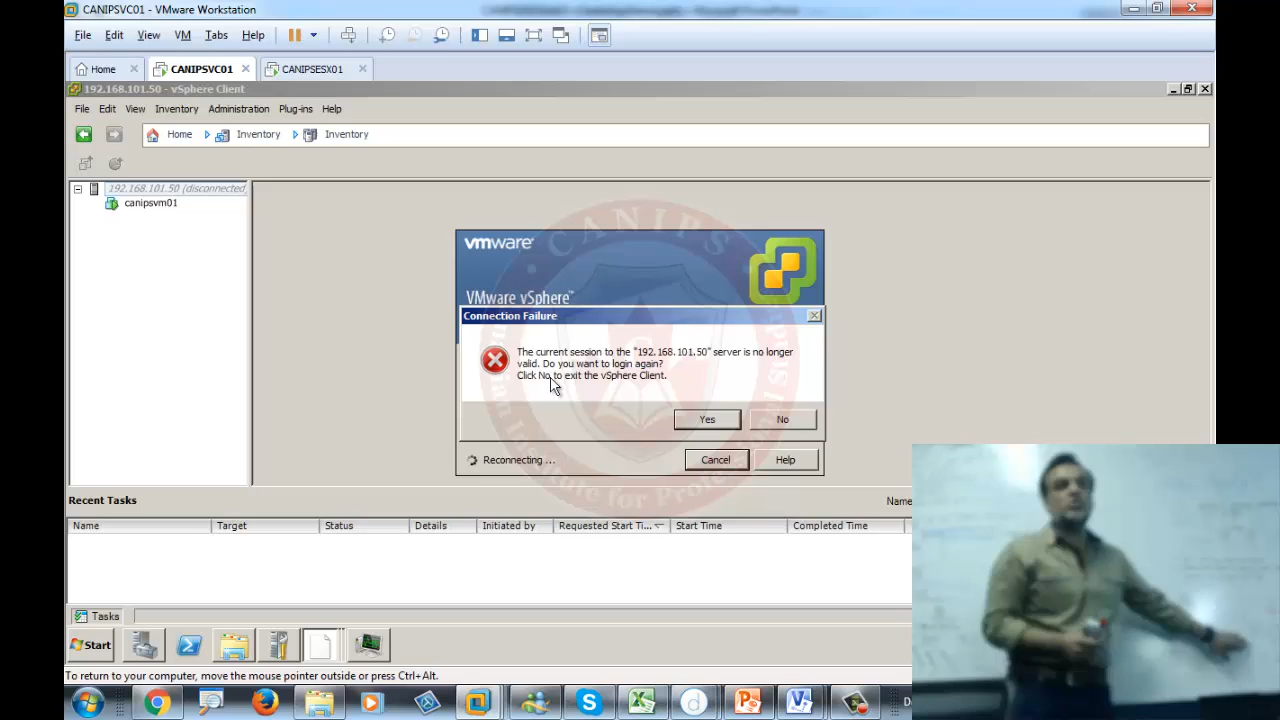 CANIPSVC01 - VMware Workstation
File Edit View VM Tabs Help
Home CANIPSVC01 CANIPSESX01
192.168.101.50 - vSphere Client
File Edit View Inventory Administration Plug-ins Help
Home Inventory Inventory
192.168.101.50 (disconnected
canipsvm01
CANIPS
vmware
VMware vSphere™
Connection Failure
The current session to the "192.168.101.50" server is no longer
valid. Do you want to login again?
Click No to exit the vSphere Client.
Yes No
Reconnecting ... Cancel Help
Recent Tasks Name
Name Target Status Details Initiated by Requested Start Ti... Start Time Completed Time
Tasks
Start
To return to your computer, move the mouse pointer outside or press Ctrl+Alt.